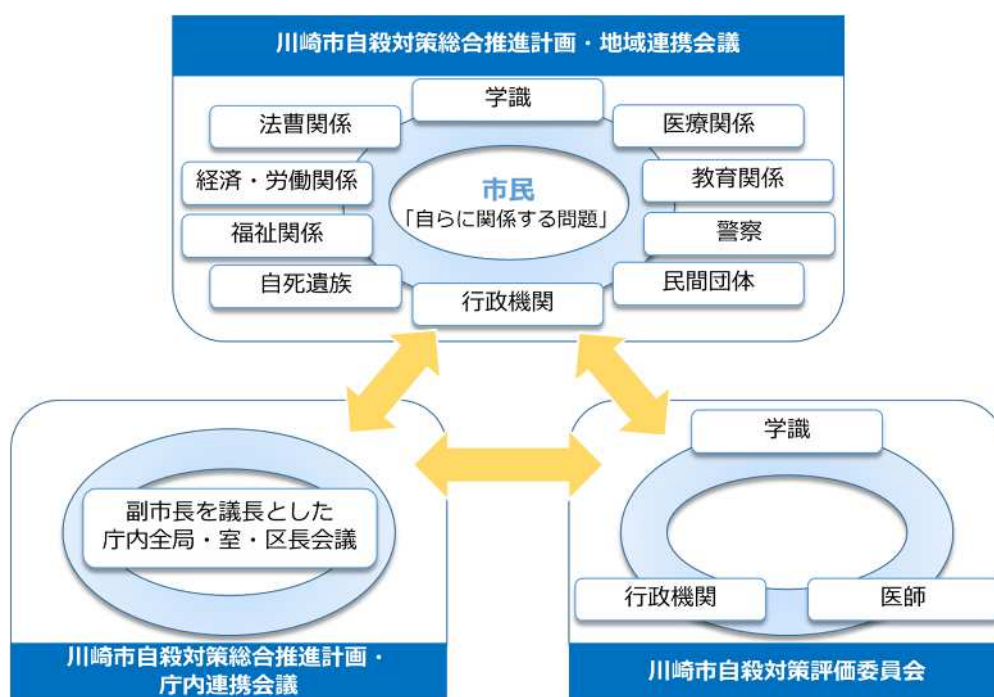 川崎市自殺対策総合推進計画・地域連携会議
学識
法曹関係
医療関係
経済・労働関係
教育関係
市民
「自らに関係する問題」
福祉関係
警察
自死遺族
民間団体
行政機関
学識
副市長を議長とした
庁内全局・室・区長会議
行政機関
医師
川崎市自殺対策総合推進計画・
庁内連携会議
川崎市自殺対策評価委員会